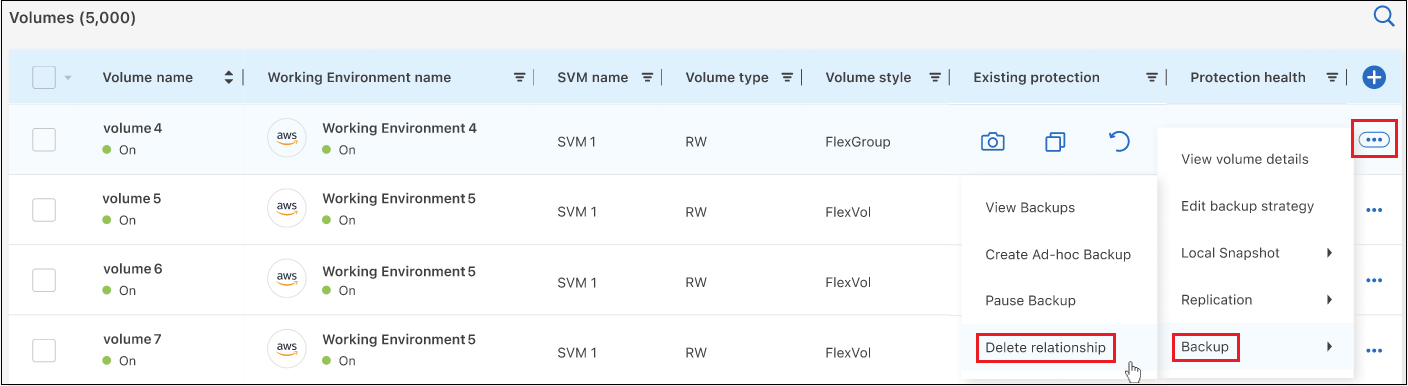 Volumes (5,000)
Volume name Working Environment name SVM name Volume type Volume style Existing protection Protection health
volume 4 Working Environment 4
aws
On On SVM 1 RW FlexGroup
View volume details
volume 5 Working Environment 5
aws
On On SVM 1 RW FlexVol
View Backups Edit backup strategy
Create Ad-hoc Backup Local Snapshot
volume 6 Working Environment 5
aws
On On SVM 1 RW FlexVol
Pause Backup Replication
volume 7 Working Environment 5
aws
On On SVM 1 RW FlexVol
Delete relationship Backup